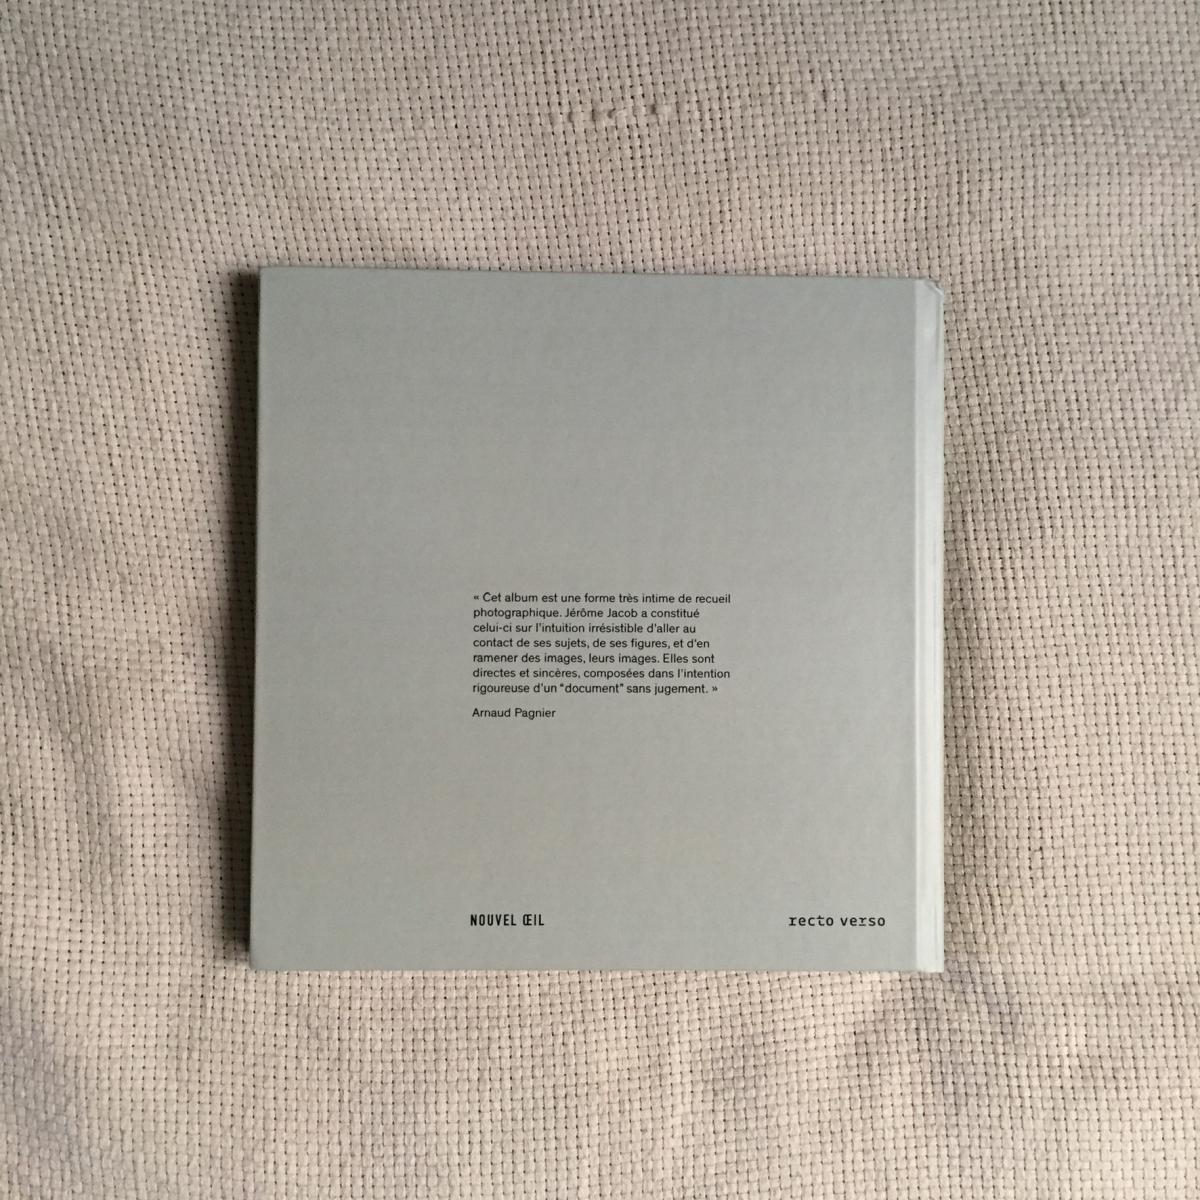 « Cet album est une forme très intime de recueil
photographique. Jérôme Jacob a constitué
celui-ci sur l'intuition irrésistible d'aller au
contact de ses sujets, de ses figures, et d'en
ramener des images, leurs images. Elles sont
directes et sincères, composées dans l'intention
rigoureuse d'un “document” sans jugement. »
Arnaud Pagnier
NOUVEL ŒIL
recto verso